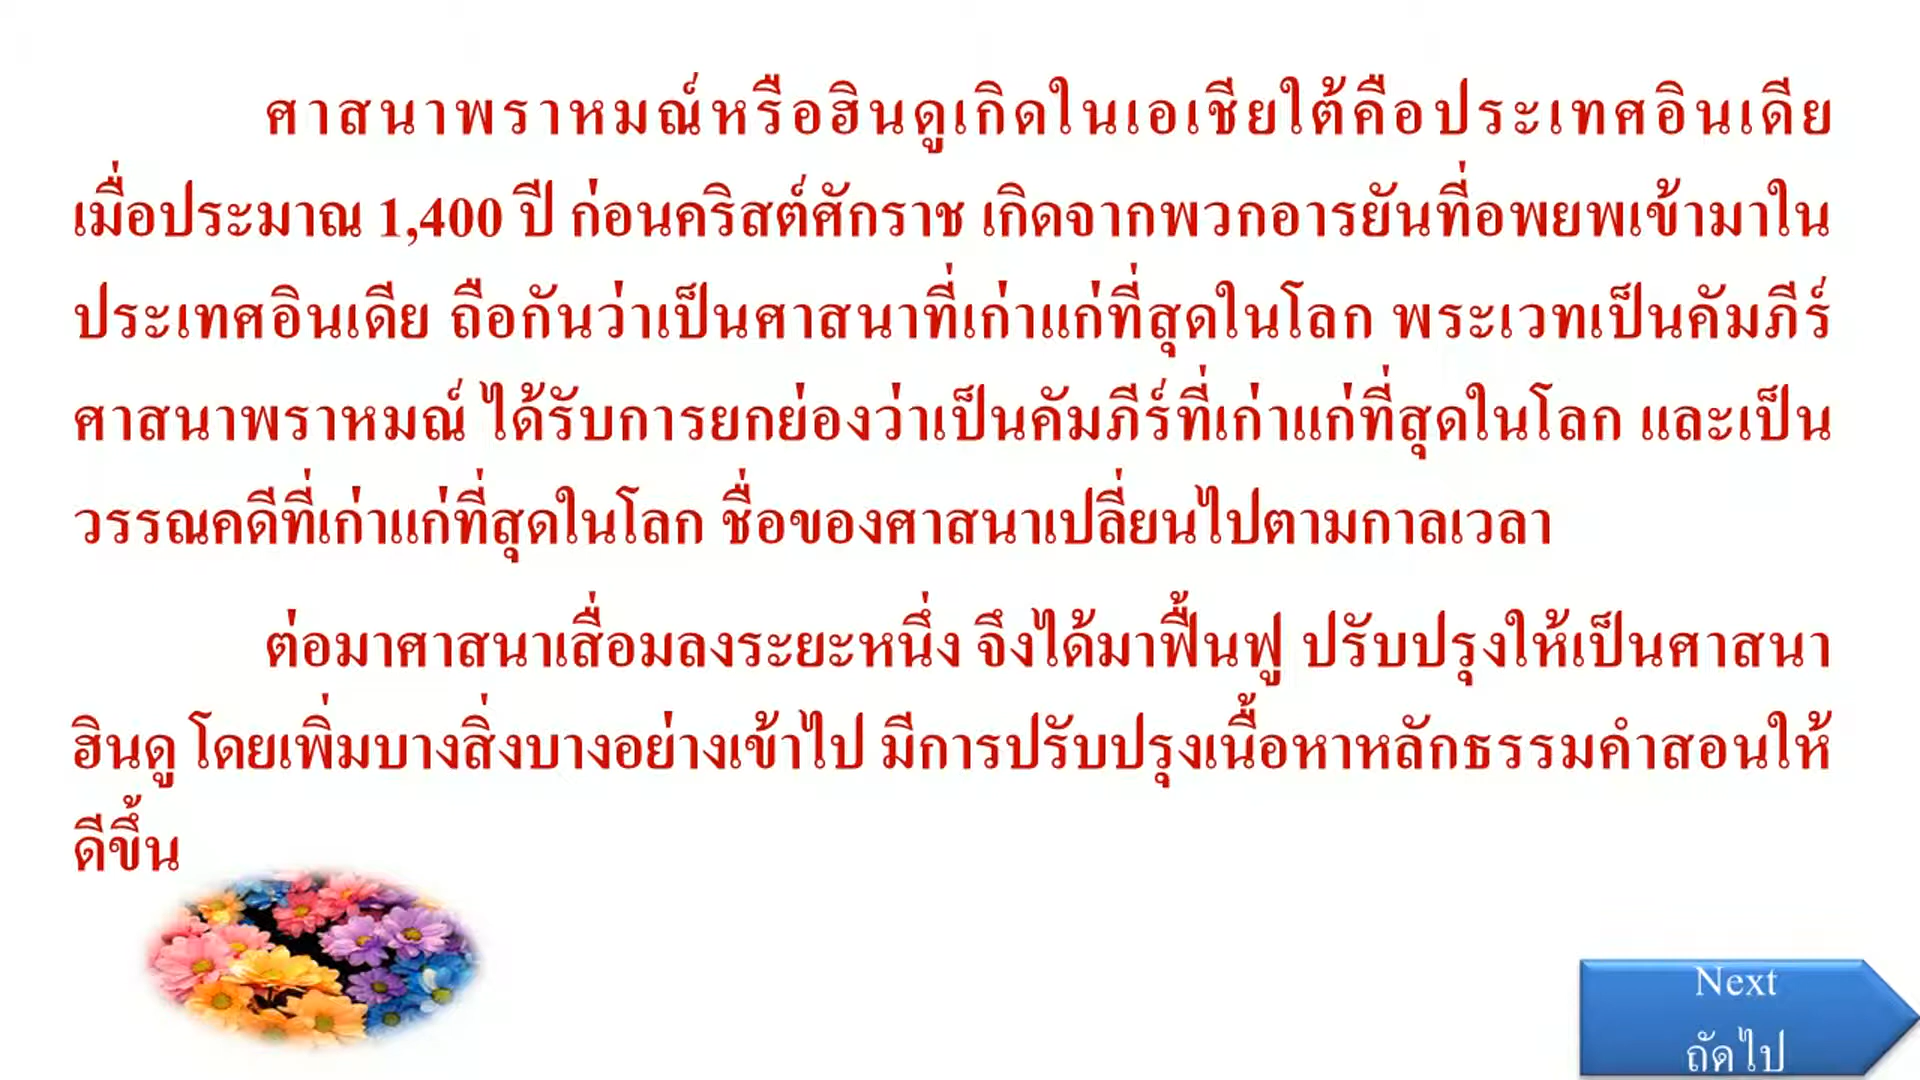 ศาสนาพราหมณ์หรือฮินดูเกิดในเอเชียใต้คือประเทศอินเดีย
เมื่อประมาณ 1,400 ปี ก่อนคริสต์ศักราช เกิดจากพวกอารยันที่อพยพเข้ามาใน
ประเทศอินเดีย ถือกันว่าเป็นศาสนาที่เก่าแก่ที่สุดในโลก พระเวทเป็นคัมภีร์
ศาสนาพราหมณ์ ได้รับการยกย่องว่าเป็นคัมภีร์ที่เก่าแก่ที่สุดในโลก และเป็น
วรรณคดีที่เก่าแก่ที่สุดในโลก ชื่อของศาสนาเปลี่ยนไปตามกาลเวลา
ต่อมาศาสนาเสื่อมลงระยะหนึ่ง จึงได้มาฟื้นฟู ปรับปรุงให้เป็นศาสนา
ฮินดู โดยเพิ่มบางสิ่งบางอย่างเข้าไป มีการปรับปรุงเนื้อหาหลักธรรมคำสอนให้
ดีขึ้น
Next
ถัดไป